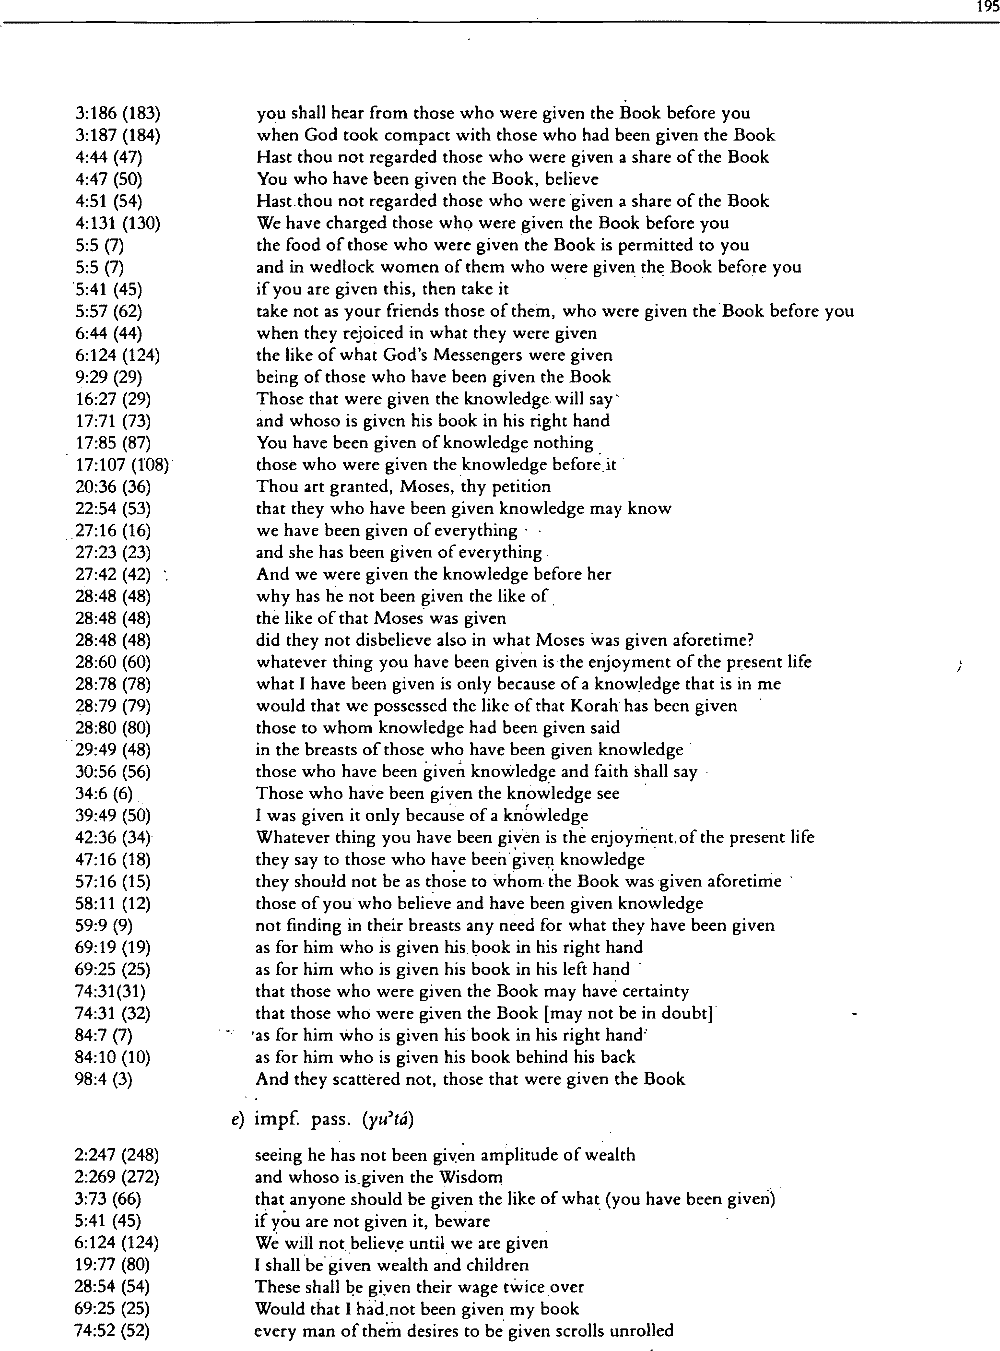 195
3:186 (183) you shall hear from those who were given the Book before you
3:187 (184) when God took compact with those who had been given the Book
4:44 (47) Hast thou not regarded those who were given a share of the Book
4:47 (50) You who have been given the Book, believe
4:51 (54) Hast thou not regarded those who were given a share of the Book
4:131 (130) We have charged those who were given the Book before you
5:5 (7) the food of those who were given the Book is permitted to you
5:5 (7) and in wedlock women of them who were given the Book before you
5:41 (45) if you are given this, then take it
5:57 (62) take not as your friends those of them, who were given the Book before you
6:44 (44) when they rejoiced in what they were given
6:124 (124) the like of what God's Messengers were given
9:29 (29) being of those who have been given the Book
16:27 (29) Those that were given the knowledge will say
17:71 (73) and whoso is given his book in his right hand
17:85 (87) You have been given of knowledge nothing
17:107 (108) those who were given the knowledge before it
20:36 (36) Thou art granted, Moses, thy petition
22:54 (53) that they who have been given knowledge may know
27:16 (16) we have been given of everything
27:23 (23) and she has been given of everything
27:42 (42) And we were given the knowledge before her
28:48 (48) why has he not been given the like of
28:48 (48) the like of that Moses was given
28:48 (48) did they not disbelieve also in what Moses was given aforetime?
28:60 (60) whatever thing you have been given is the enjoyment of the present life
28:78 (78) what I have been given is only because of a knowledge that is in me
28:79 (79) would that we possessed the like of that Korah has been given
28:80 (80) those to whom knowledge had been given said
29:49 (48) in the breasts of those who have been given knowledge
30:56 (56) those who have been given knowledge and faith shall say
34:6 (6) Those who have been given the knowledge see
39:49 (50) I was given it only because of a knowledge
42:36 (34) Whatever thing you have been given is the enjoyment of the present life
47:16 (18) they say to those who have been given knowledge
57:16 (15) they should not be as those to whom the Book was given aforetime
58:11 (12) those of you who believe and have been given knowledge
59:9 (9) not finding in their breasts any need for what they have been given
69:19 (19) as for him who is given his book in his right hand
69:25 (25) as for him who is given his book in his left hand
74:31(31) that those who were given the Book may have certainty
74:31 (32) that those who were given the Book [may not be in doubt]
84:7 (7) as for him who is given his book in his right hand
84:10 (10) as for him who is given his book behind his back
98:4 (3) And they scattered not, those that were given the Book
e) impf. pass. (yu’tá)
2:247 (248) seeing he has not been given amplitude of wealth
2:269 (272) and whoso is given the Wisdom
3:73 (66) that anyone should be given the like of what (you have been given)
5:41 (45) if you are not given it, beware
6:124 (124) We will not believe until we are given
19:77 (80) I shall be given wealth and children
28:54 (54) These shall be given their wage twice over
69:25 (25) Would that I had not been given my book
74:52 (52) every man of them desires to be given scrolls unrolled